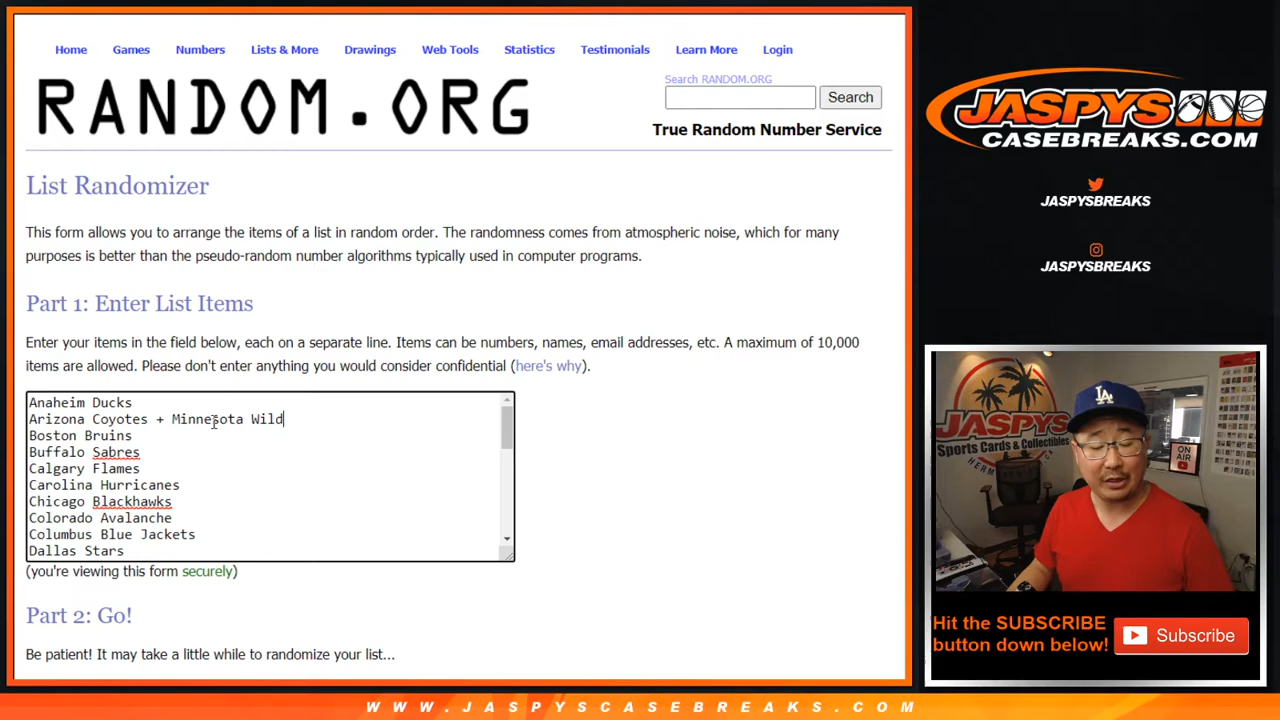 Home Games Numbers Lists & More Drawings Web Tools Statistics Testimonials Learn More Login
RANDOM.ORG
Search RANDOM.ORG
Search
True Random Number Service
List Randomizer
This form allows you to arrange the items of a list in random order. The randomness comes from atmospheric noise, which for many
purposes is better than the pseudo-random number algorithms typically used in computer programs.
Part 1: Enter List Items
Enter your items in the field below, each on a separate line. Items can be numbers, names, email addresses, etc. A maximum of 10,000
items are allowed. Please don't enter anything you would consider confidential (here's why).
Anaheim Ducks
Arizona Coyotes + Minnesota Wild
Boston Bruins
Buffalo Sabres
Calgary Flames
Carolina Hurricanes
Chicago Blackhawks
Colorado Avalanche
Columbus Blue Jackets
Dallas Stars
(you're viewing this form securely)
Part 2: Go!
Be patient! It may take a little while to randomize your list...
JASPYS
CASEBREAKS.COM
JASPYSBREAKS
JASPYSBREAKS
JASPYS
Sports Cards & Collectibles
ON AIR
Hit the SUBSCRIBE
button down below!
Subscribe
WWW.JASPYSCASEBREAKS.COM